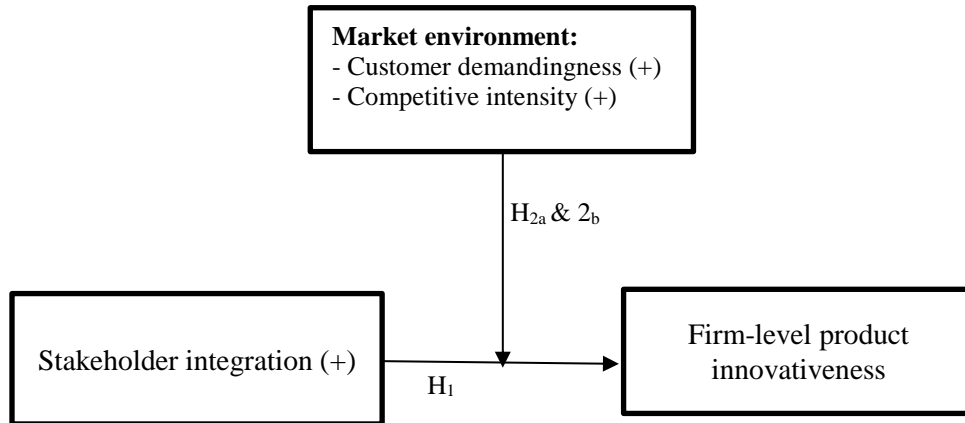 Market environment:
- Customer demandingness (+)
- Competitive intensity (+)
H2a & 2b
Stakeholder integration (+)
H1
Firm-level product
innovativeness